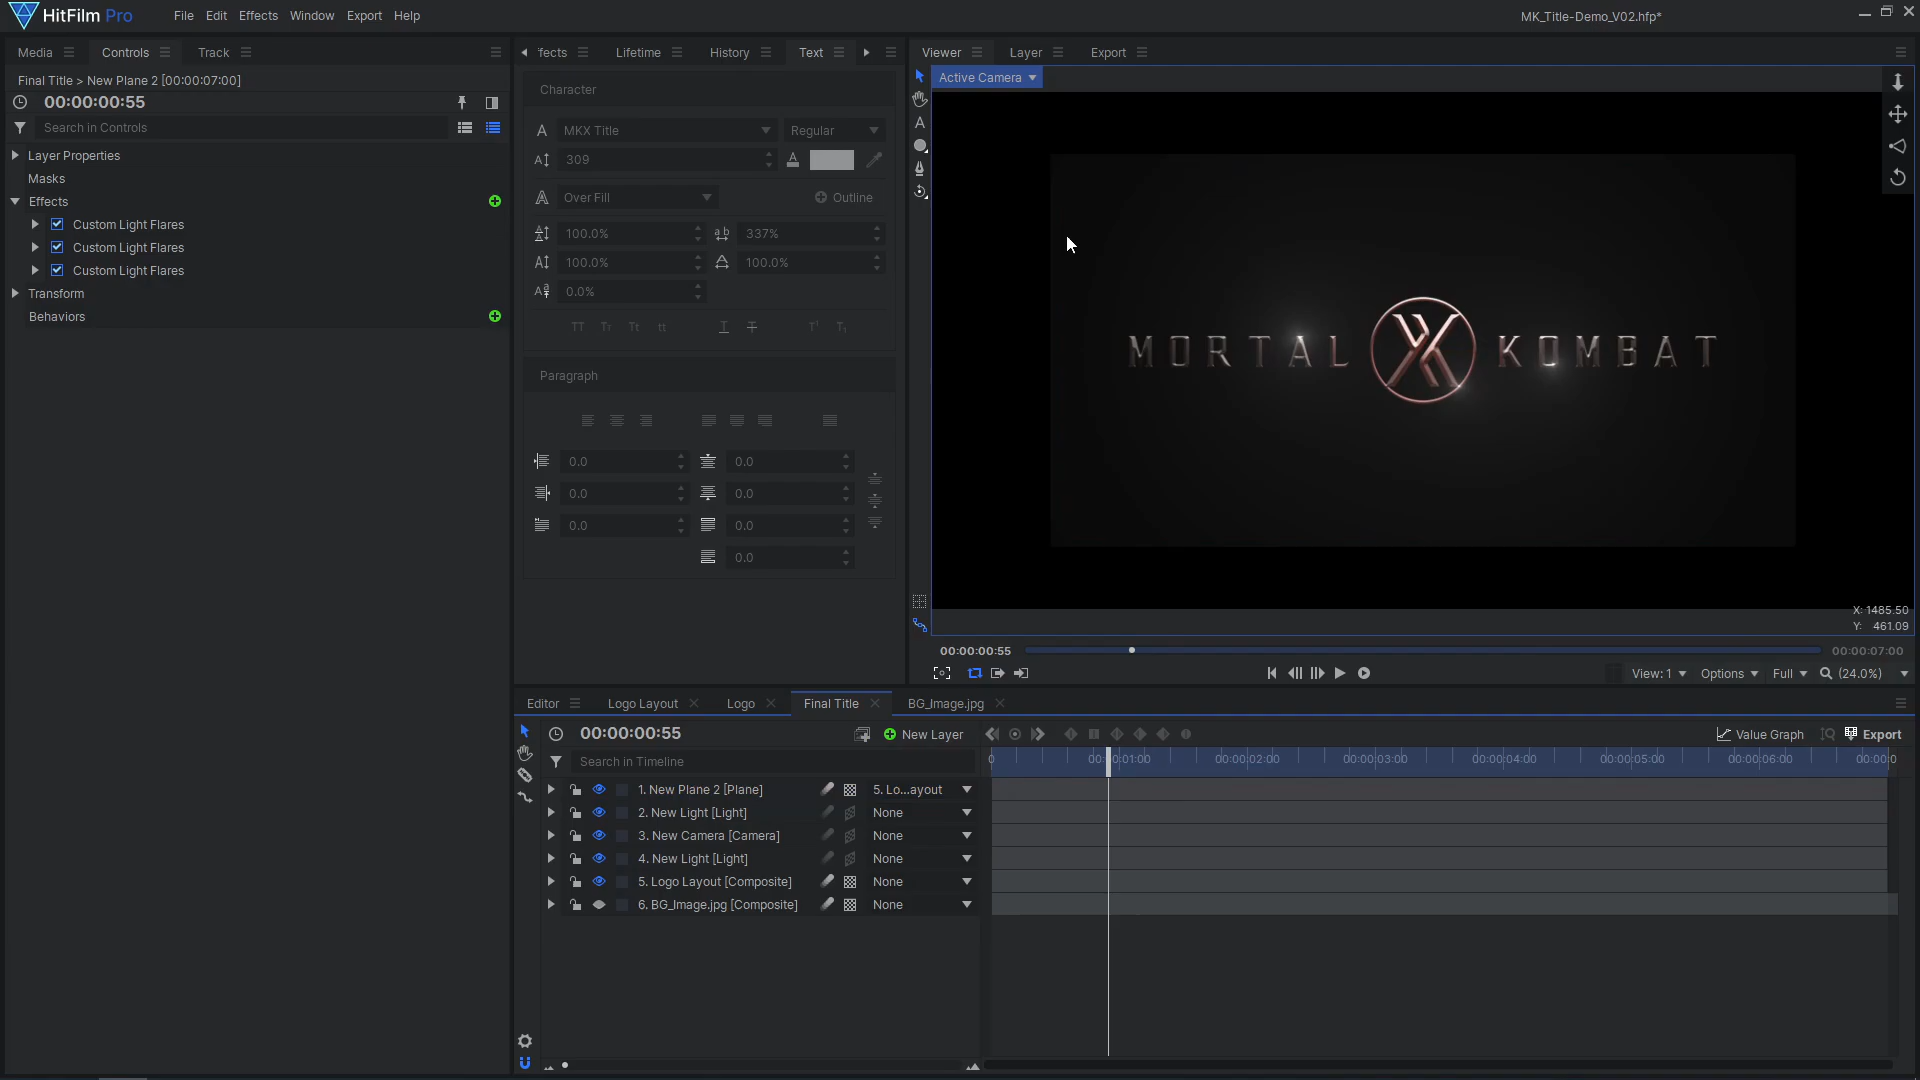 HitFilm Pro
File Edit Effects Window Export Help
MK_Title-Demo_V02.hfp*
Media Controls Track
Final Title > New Plane 2 [00:00:07:00]
00:00:00:55
Search in Controls
Layer Properties
Masks
Effects
Custom Light Flares
Custom Light Flares
Custom Light Flares
Transform
Behaviors
ffects Lifetime History Text
Character
MKX Title Regular
309
Over Fill Outline
100.0% 337%
100.0% 100.0%
0.0%
Paragraph
0.0 0.0
0.0 0.0
0.0 0.0
0.0
Viewer Layer Export
Active Camera
MORTAL X KOMBAT
X: 1485.50
Y: 461.09
00:00:00:55 00:00:07:00
View: 1 Options Full (24.0%)
Editor Logo Layout Logo Final Title BG_Image.jpg
00:00:00:55 New Layer Value Graph Export
Search in Timeline
0 00:00:01:00 00:00:02:00 00:00:03:00 00:00:04:00 00:00:05:00 00:00:06:00 00:00:0
1. New Plane 2 [Plane] 5. Lo...ayout
2. New Light [Light] None
3. New Camera [Camera] None
4. New Light [Light] None
5. Logo Layout [Composite] None
6. BG_Image.jpg [Composite] None